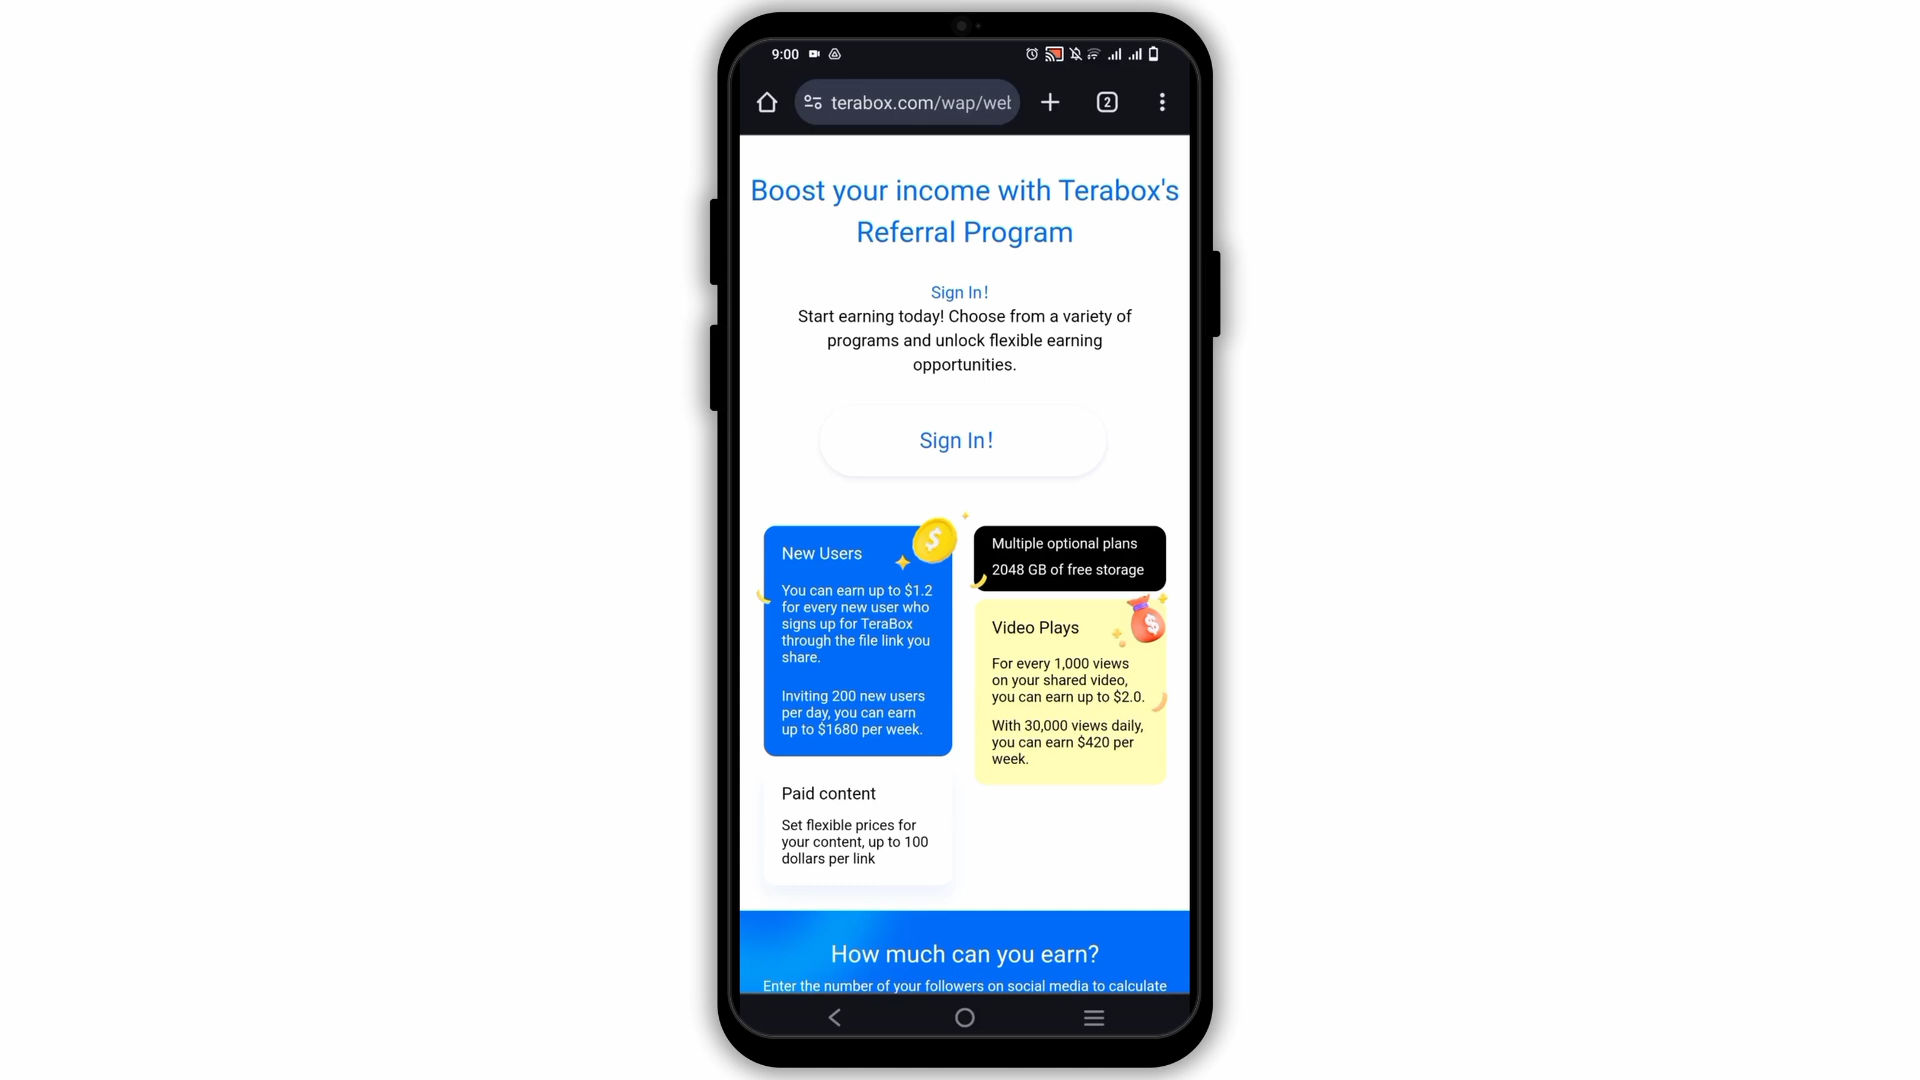 9:00
terabox.com/wap/wel
2
Boost your income with Terabox's
Referral Program
Sign In!
Start earning today! Choose from a variety of
programs and unlock flexible earning
opportunities.
Sign In!
New Users
You can earn up to $1.2
for every new user who
signs up for TeraBox
through the file link you
share.
Inviting 200 new users
per day, you can earn
up to $1680 per week.
Multiple optional plans
2048 GB of free storage
Video Plays
For every 1,000 views
on your shared video,
you can earn up to $2.0.
With 30,000 views daily,
you can earn $420 per
week.
Paid content
Set flexible prices for
your content, up to 100
dollars per link
How much can you earn?
Enter the number of your followers on social media to calculate